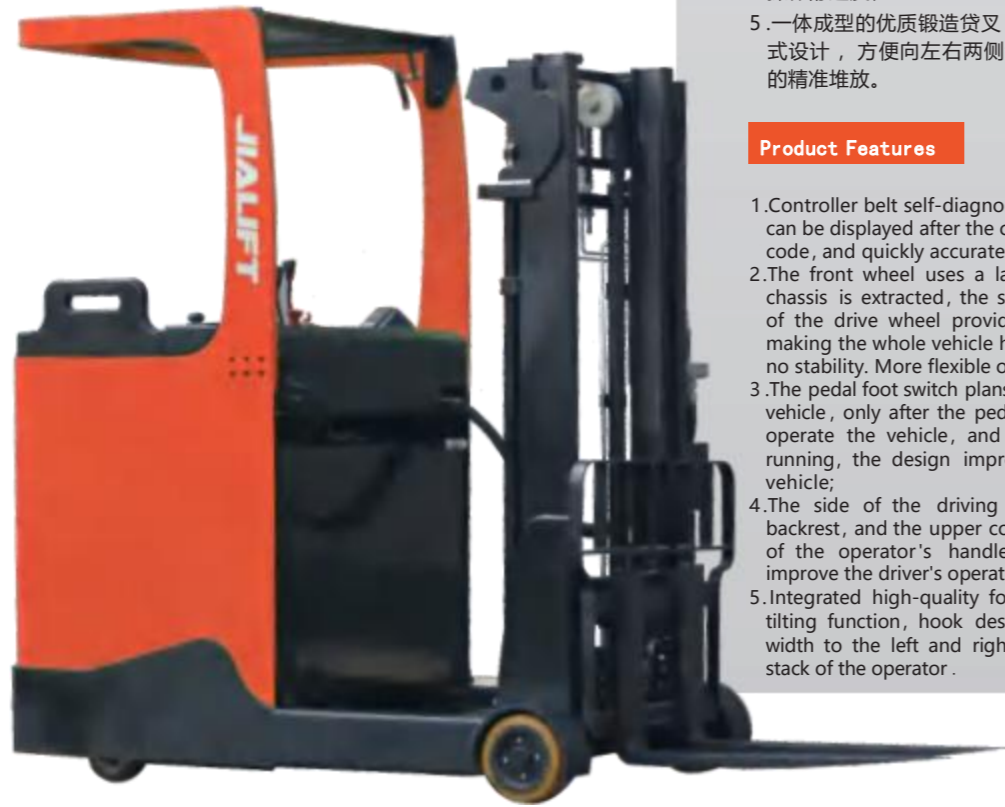 JIALIFT
5.一体成型的优质锻造贷叉
式设计，方便向左右两侧
的精准堆放。
Product Features
1.Controller belt self-diagno
can be displayed after the
code, and quickly accurate
2.The front wheel uses a la
chassis is extracted, the s
of the drive wheel provid
making the whole vehicle h
no stability. More flexible o
3.The pedal foot switch plans
vehicle, only after the ped
operate the vehicle, and
running, the design impr
vehicle;
4.The side of the driving
backrest, and the upper co
of the operator's handle
improve the driver's operat
5.Integrated high-quality fo
tilting function, hook des
width to the left and righ
stack of the operator.